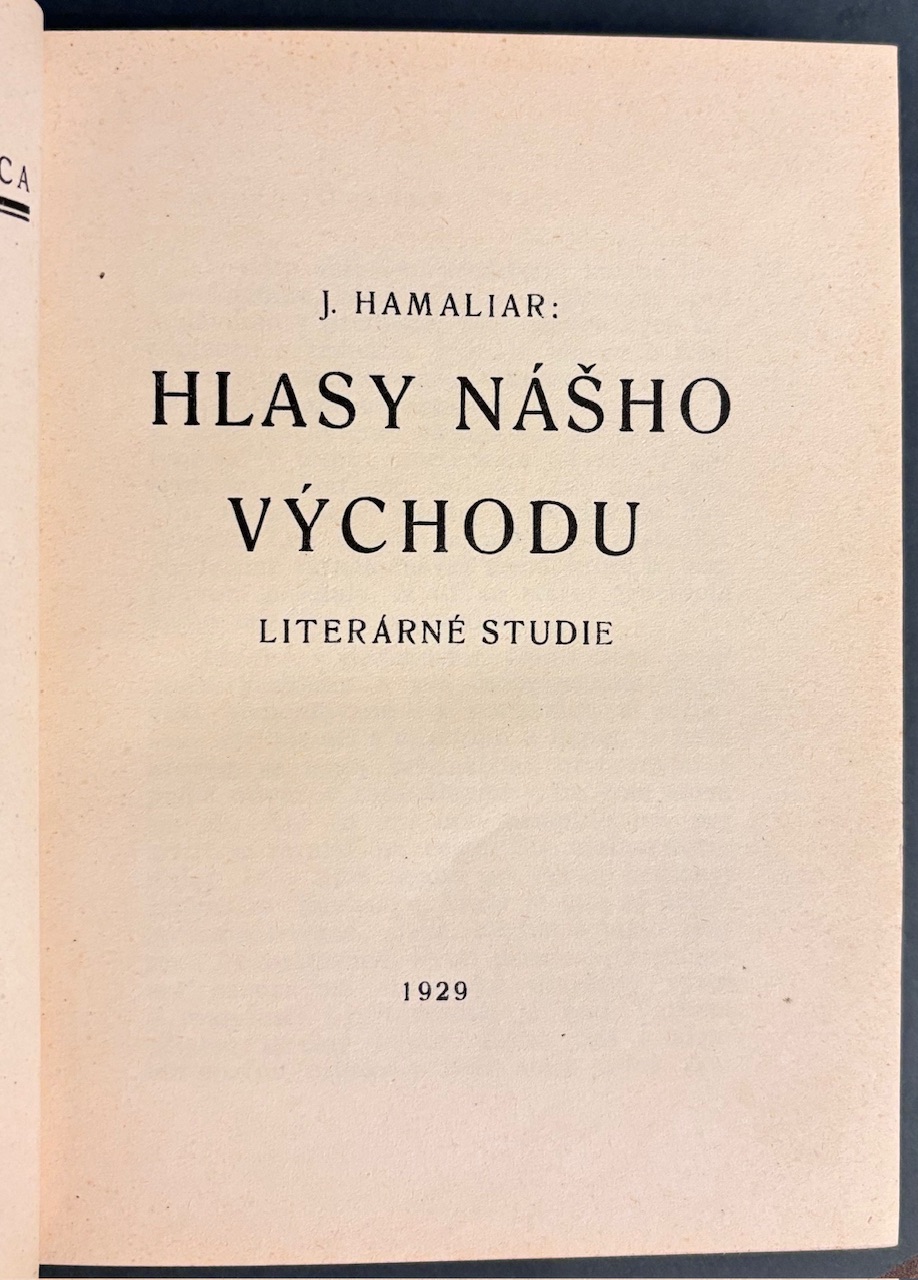 J. HAMALIAR:
HLASY NÁŠHO
VÝCHODU
LITERÁRNÉ STUDIE
1929